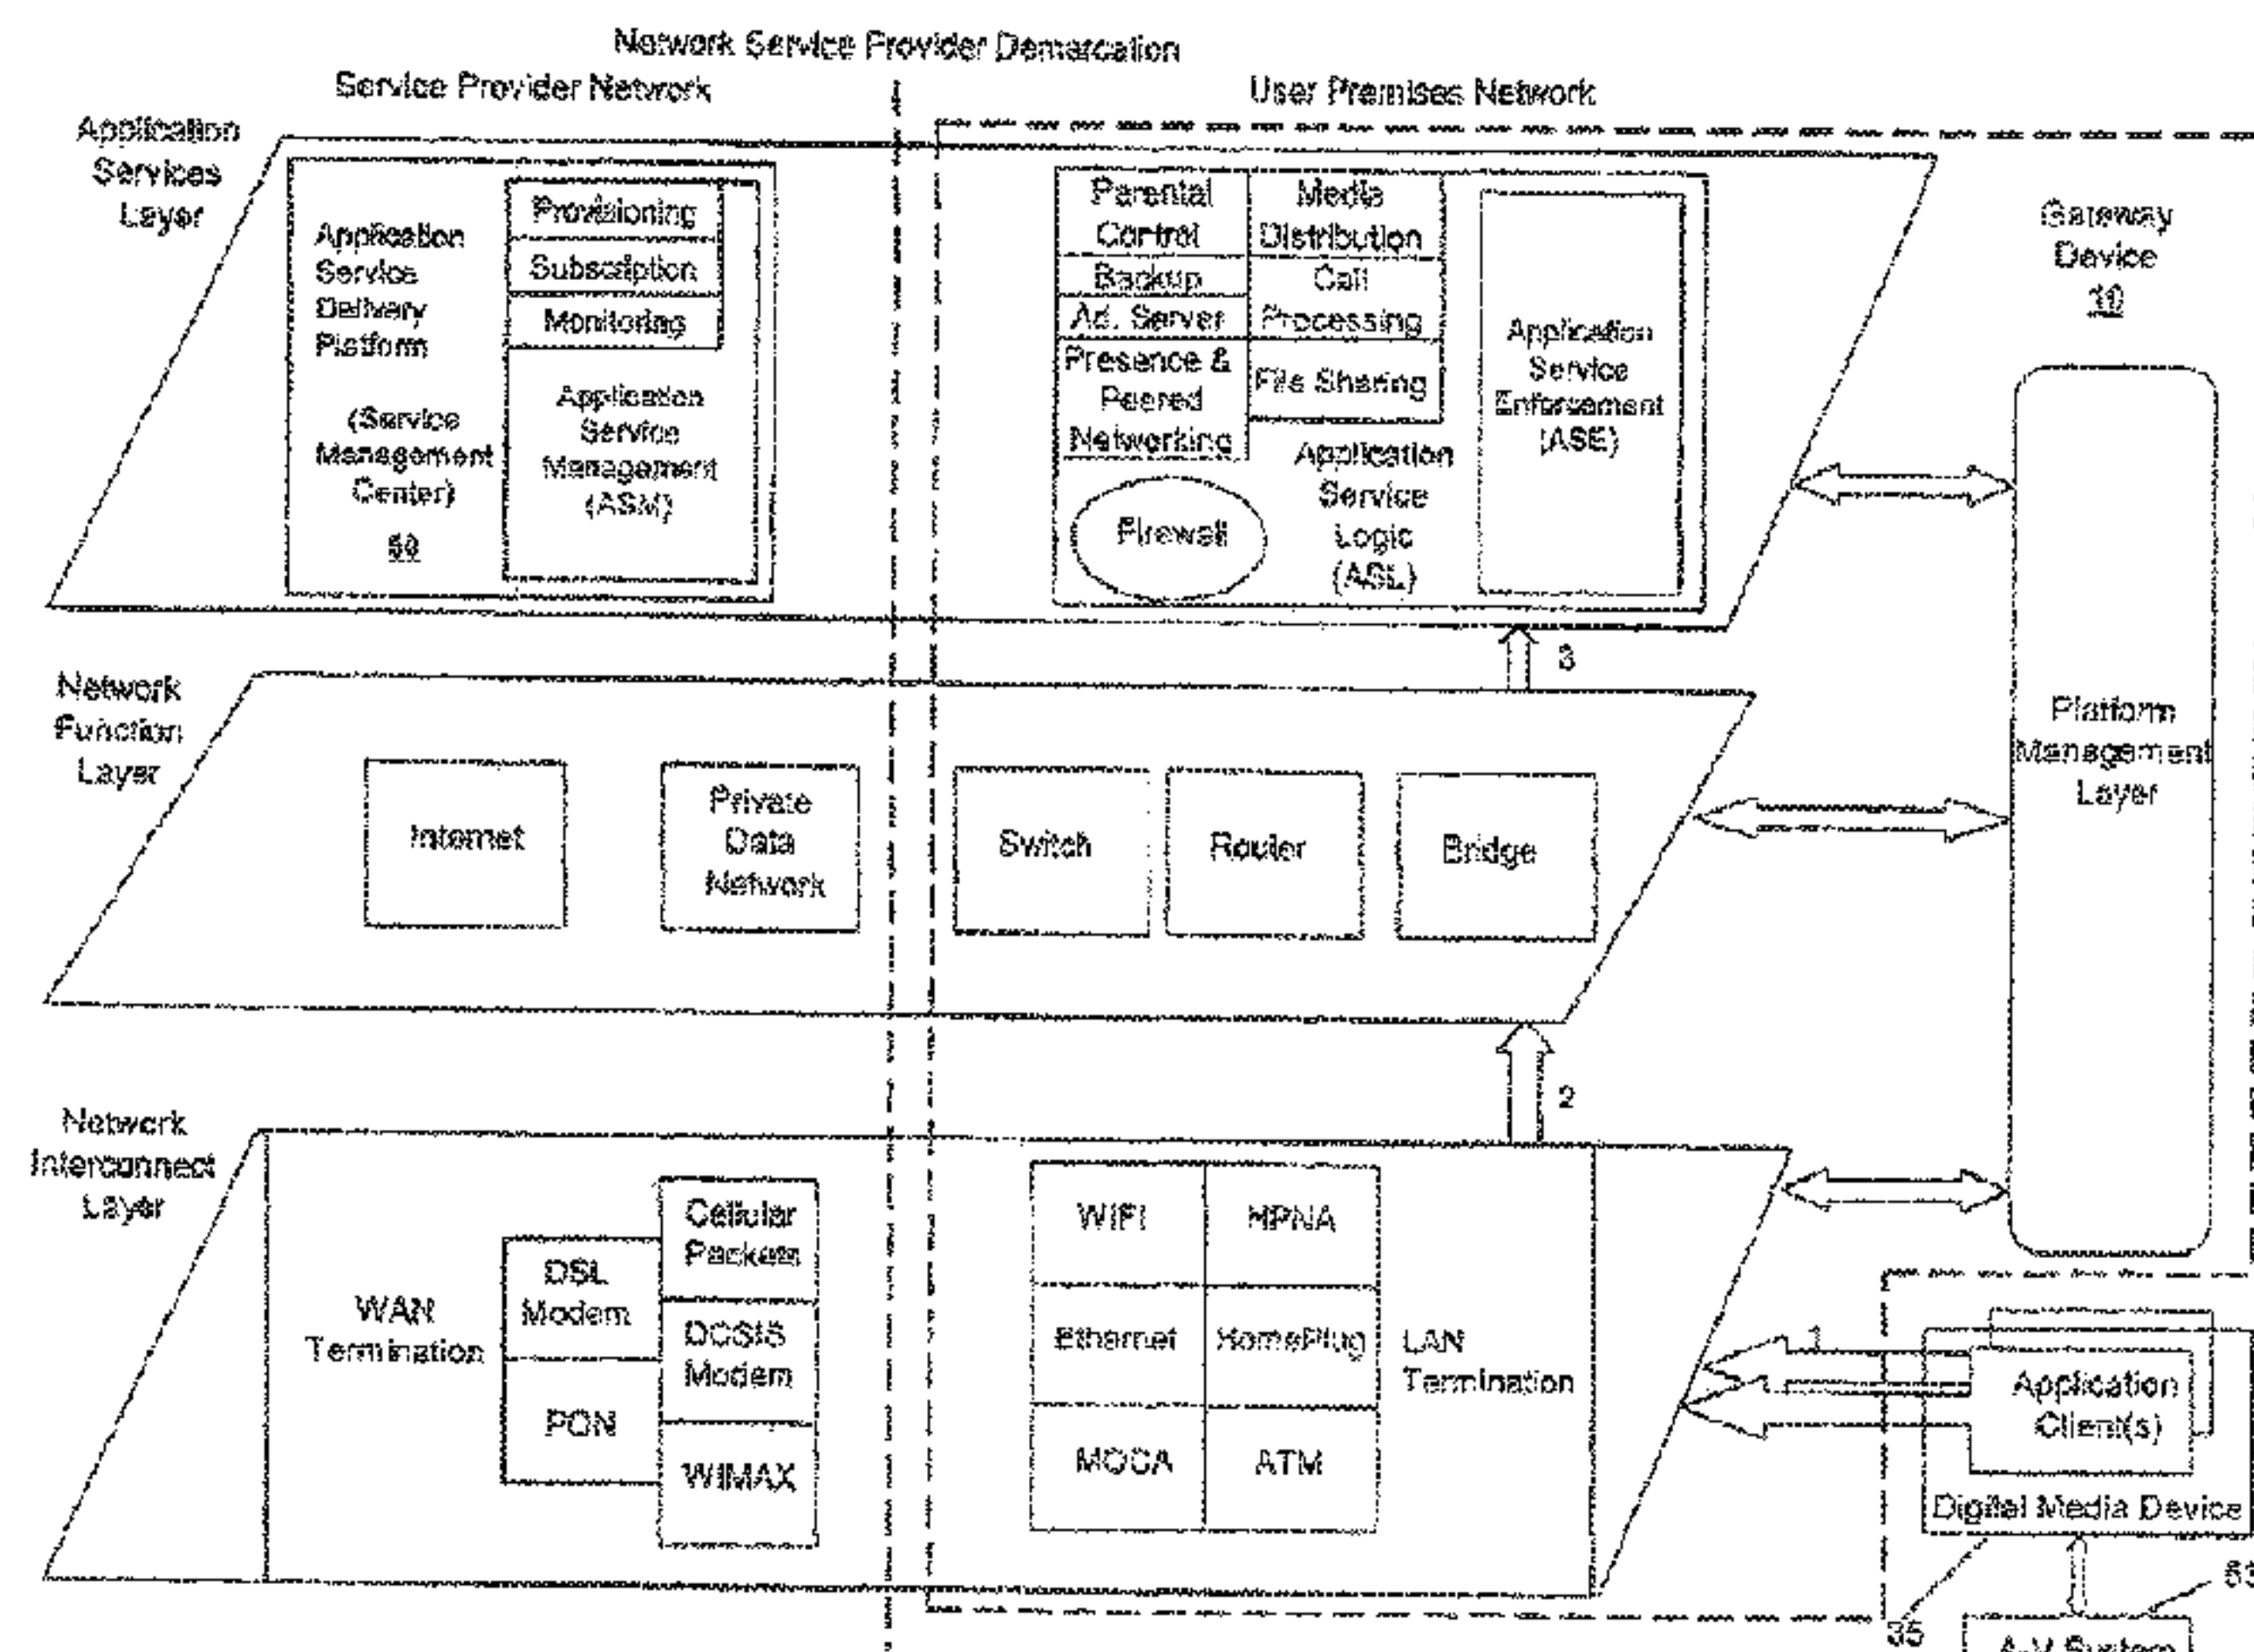 Network Service Provider Demarcation
Service Provider Network
User Premises Network
Application
Services
Layer
Application
Service
Delivery
Platform
(Service
Management
Center)
Provisioning
Subscription
Monitoring
Application
Service
Management
(ASM)
Parental
Control
Backup
Ad. Server
Presence &
Peered
Networking
Firewall
Media
Distribution
Call
Processing
File Sharing
Application
Service
Logic
(ASL)
Application
Service
Enforcement
(ASE)
Gateway
Device
10
3
Network
Function
Layer
Internet
Private
Data
Network
Switch
Router
Bridge
Platform
Management
Layer
2
Network
Interconnect
Layer
WAN
Termination
DSL
Modem
PON
Cellular
Packets
DCSIS
Modem
WIMAX
WIFI
HPNA
Ethernet
HomePlug
MOCA
ATM
LAN
Termination
1
Application
Client(s)
Digital Media Device
35
A-V System